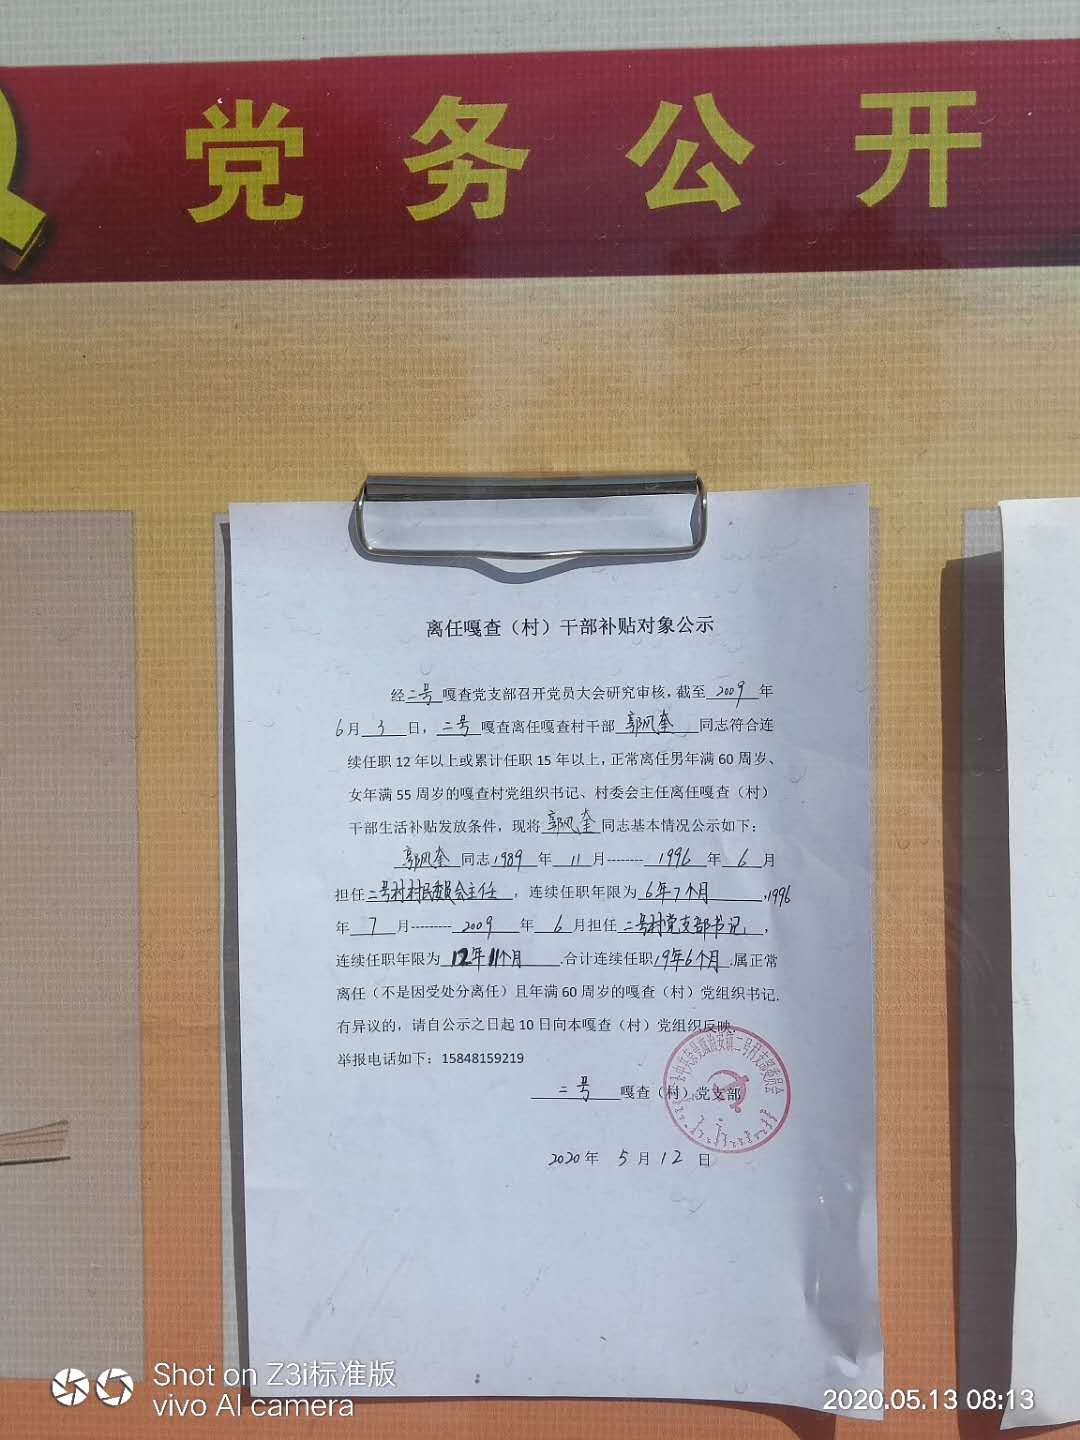 党务公开
离任嘎查（村）干部补贴对象公示
经二号嘎查党支部召开党员大会研究审核，截至2009年
6月3日，二号嘎查离任嘎查村干部郭凤奎同志符合连
续任职12年以上或累计任职15年以上，正常离任男年满60周岁、
女年满55周岁的嘎查村党组织书记、村委会主任离任嘎查（村）
干部生活补贴发放条件，现将郭凤奎同志基本情况公示如下：
郭凤奎同志1989年11月--------1996年6月
担任二号村村民委员会主任，连续任职年限为6年7个月,1996
年7月---------2009年6月担任二号村党支部书记，
连续任职年限为12年11个月.合计连续任职19年6个月.属正常
离任（不是因受处分离任）且年满60周岁的嘎查（村）党组织书记.
有异议的，请自公示之日起10日向本嘎查（村）党组织反映.
举报电话如下：15848159219
二号嘎查（村）党支部
2020年5月12日
Shot on Z3i标准版
vivo AI camera
2020.05.13 08:13